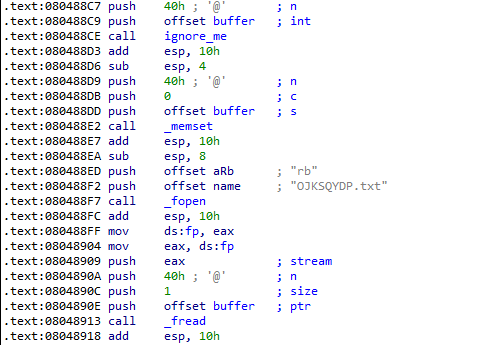 .text:080488C7 push 40h ; '@' ; n
.text:080488C9 push offset buffer ; int
.text:080488CE call ignore_me
.text:080488D3 add esp, 10h
.text:080488D6 sub esp, 4
.text:080488D9 push 40h ; '@' ; n
.text:080488DB push 0 ; c
.text:080488DD push offset buffer ; s
.text:080488E2 call _memset
.text:080488E7 add esp, 10h
.text:080488EA sub esp, 8
.text:080488ED push offset aRb ; "rb"
.text:080488F2 push offset name ; "OJKSQYDP.txt"
.text:080488F7 call _fopen
.text:080488FC add esp, 10h
.text:080488FF mov ds:fp, eax
.text:08048904 mov eax, ds:fp
.text:08048909 push eax ; stream
.text:0804890A push 40h ; '@' ; n
.text:0804890C push 1 ; size
.text:0804890E push offset buffer ; ptr
.text:08048913 call _fread
.text:08048918 add esp, 10h